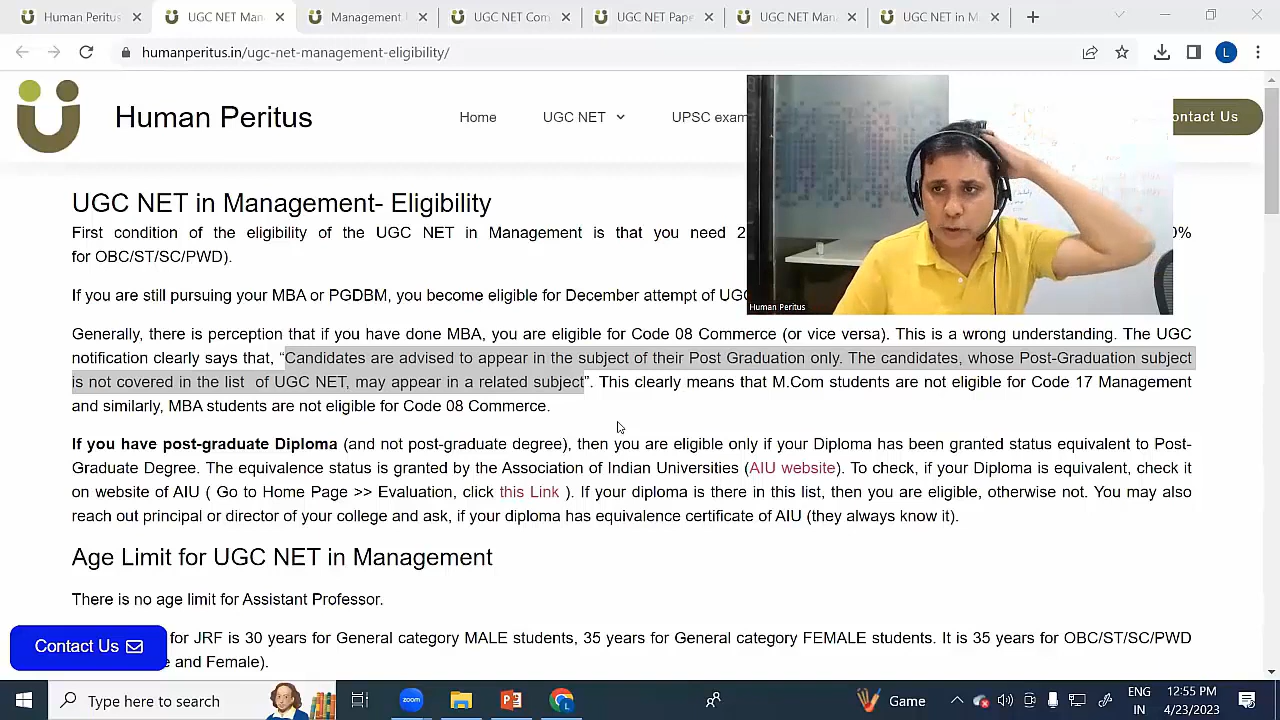 Human Peritus
UGC NET Man
Management
UGC NET Com
UGC NET Pape
UGC NET Man
UGC NET in M
humanperitus.in/ugc-net-management-eligibility/
L
Human Peritus
Home
UGC NET
UPSC exam
ontact Us
Human Peritus
UGC NET in Management- Eligibility
First condition of the eligibility of the UGC NET in Management is that you need 2
0%
for OBC/ST/SC/PWD).
If you are still pursuing your MBA or PGDBM, you become eligible for December attempt of UGC
Generally, there is perception that if you have done MBA, you are eligible for Code 08 Commerce (or vice versa). This is a wrong understanding. The UGC
notification clearly says that, “Candidates are advised to appear in the subject of their Post Graduation only. The candidates, whose Post-Graduation subject
is not covered in the list of UGC NET, may appear in a related subject”. This clearly means that M.Com students are not eligible for Code 17 Management
and similarly, MBA students are not eligible for Code 08 Commerce.
If you have post-graduate Diploma (and not post-graduate degree), then you are eligible only if your Diploma has been granted status equivalent to Post-
Graduate Degree. The equivalence status is granted by the Association of Indian Universities (AIU website). To check, if your Diploma is equivalent, check it
on website of AIU ( Go to Home Page >> Evaluation, click this Link ). If your diploma is there in this list, then you are eligible, otherwise not. You may also
reach out principal or director of your college and ask, if your diploma has equivalence certificate of AIU (they always know it).
Age Limit for UGC NET in Management
There is no age limit for Assistant Professor.
for JRF is 30 years for General category MALE students, 35 years for General category FEMALE students. It is 35 years for OBC/ST/SC/PWD
e and Female).
Contact Us
Type here to search
zoom
Game
ENG
IN
12:55 PM
4/23/2023